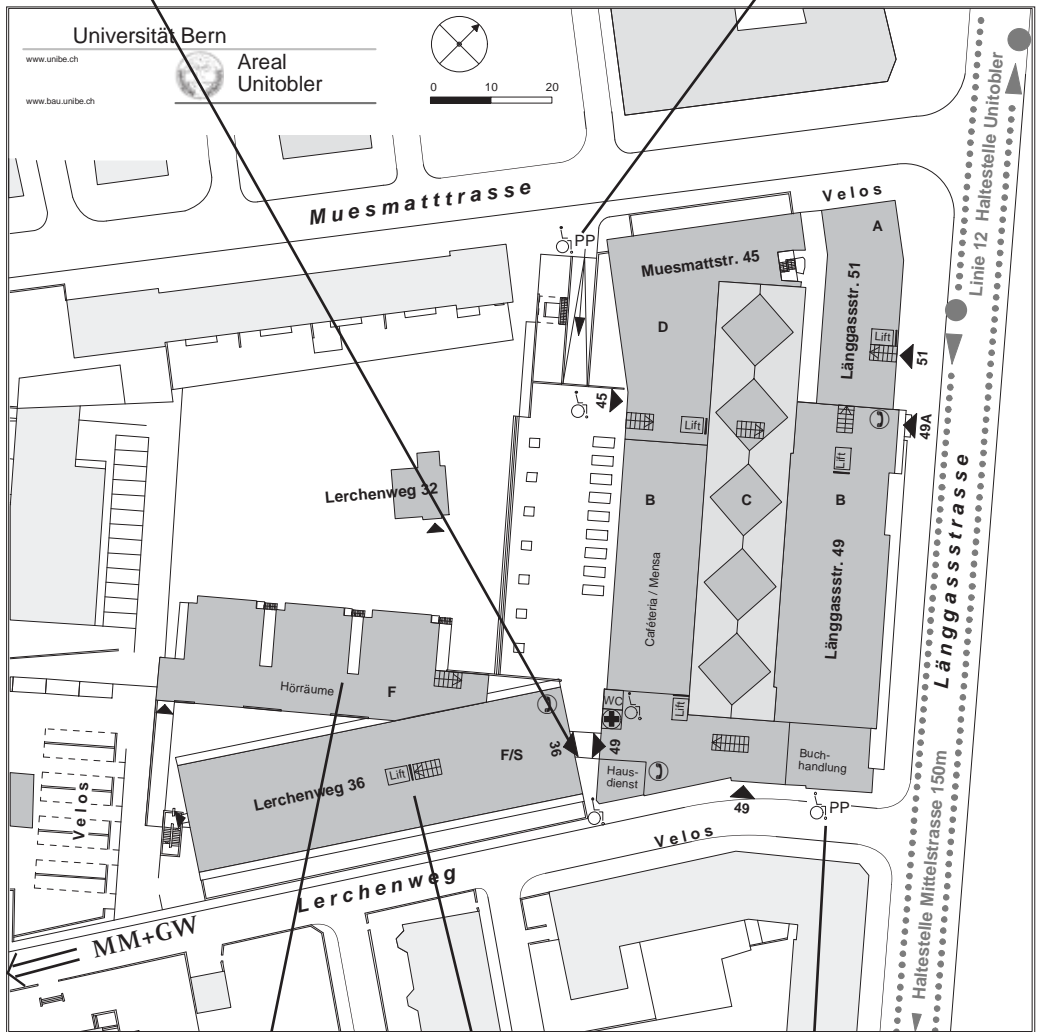 Universität Bern
www.unibe.ch
Areal
Unitobler
www.bau.unibe.ch
0 10 20
Muesmatttrasse
Velos
A
PP
Muesmattstr. 45
Linie 12 Haltestelle Unitobler
Länggassstr. 51
D
Lift
51
45
Lift
49A
Lift
Lerchenweg 32
B
C
B
Länggassstrasse
Caféteria / Mensa
Länggassstr. 49
Hörräume
F
WC
Lift
F/S
36
49
Buch-
handlung
Haus-
dienst
Lift
Lerchenweg 36
Velos
49
PP
Velos
Haltestelle Mittelstrasse 150m
Lerchenweg
MM+GW